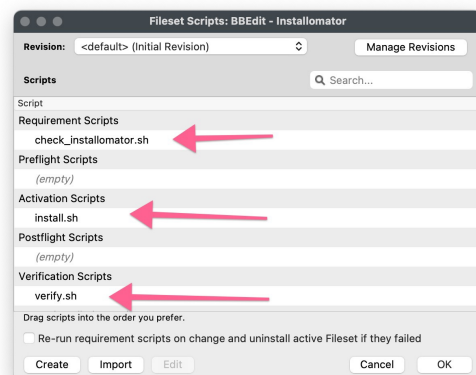 Fileset Scripts: BBEdit - Installomator
Revision: <default> (Initial Revision) Manage Revisions
Scripts Search...
Script
Requirement Scripts
check_installomator.sh
Preflight Scripts
(empty)
Activation Scripts
install.sh
Postflight Scripts
(empty)
Verification Scripts
verify.sh
Drag scripts into the order you prefer.
Re-run requirement scripts on change and uninstall active Fileset if they failed
Create Import Edit Cancel OK